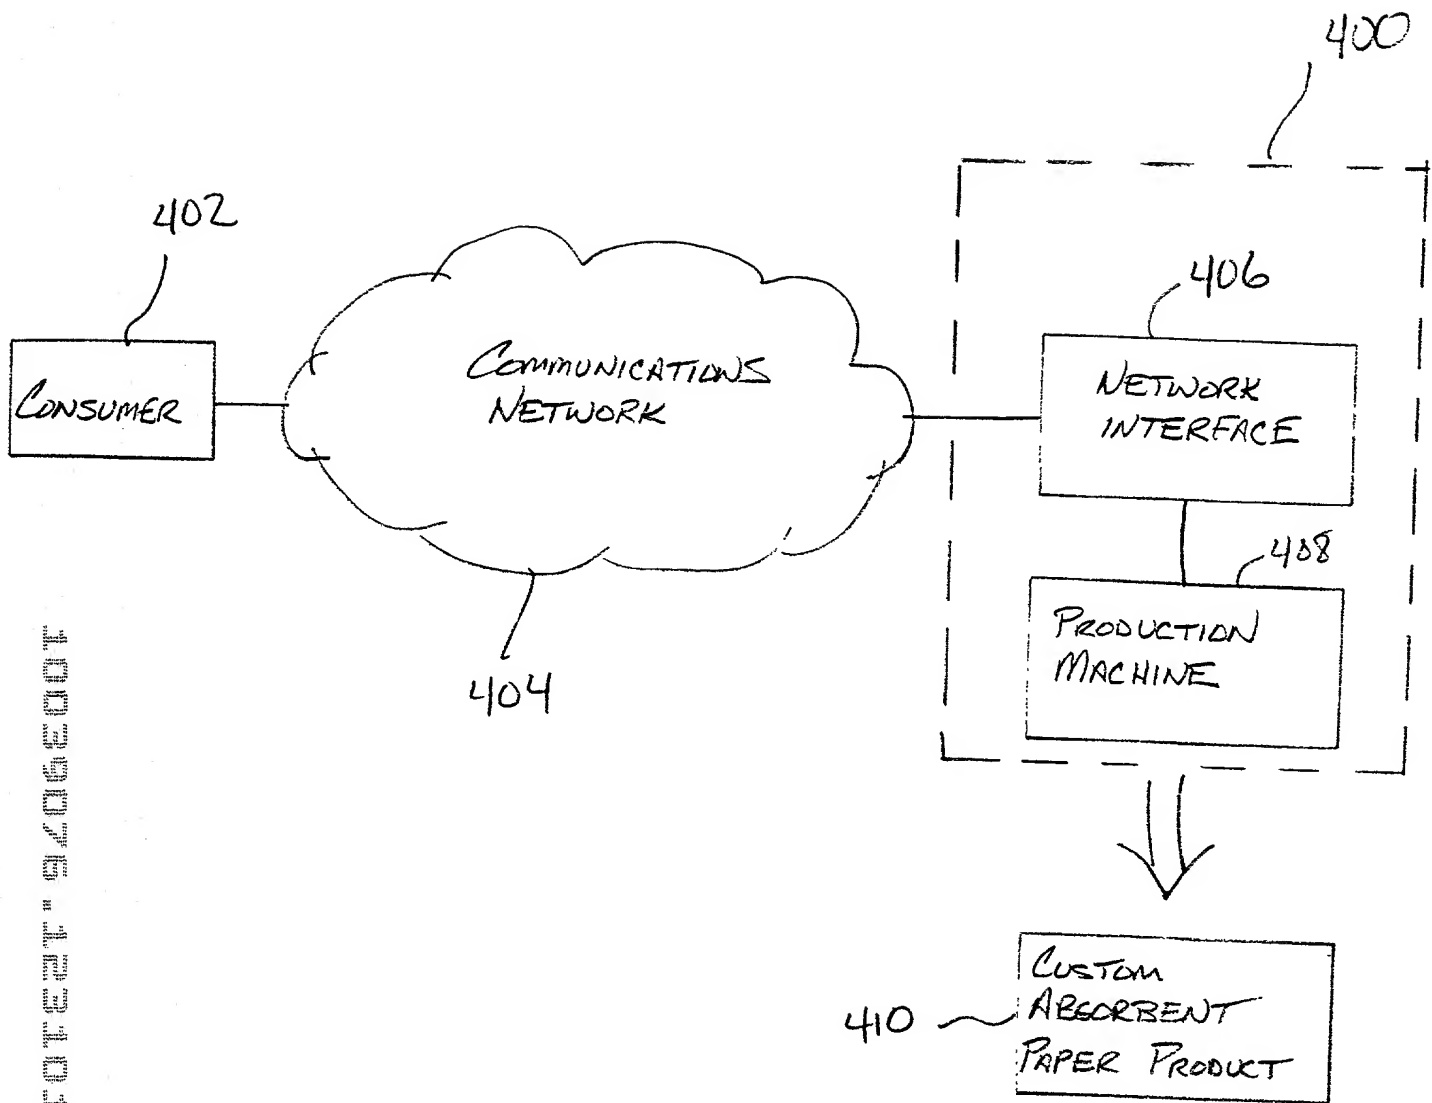 400
402
406
CONSUMER
COMMUNICATIONS
NETWORK
NETWORK
INTERFACE
408
PRODUCTION
MACHINE
404
CUSTOM
ABSORBENT
PAPER PRODUCT
410